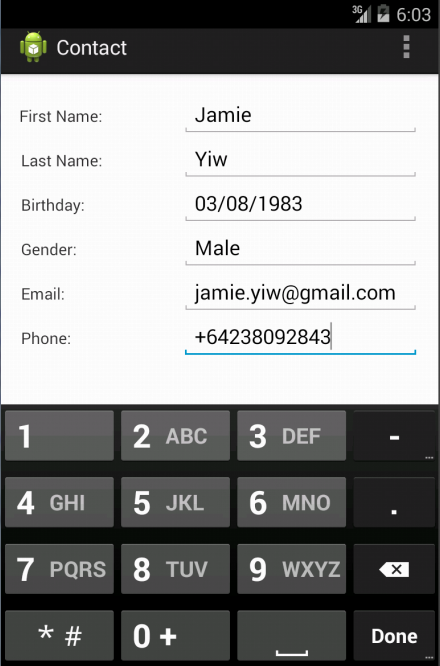 3G 6:03
Contact
First Name: Jamie
Last Name: Yiw
Birthday: 03/08/1983
Gender: Male
Email: jamie.yiw@gmail.com
Phone: +64238092843
1 2 ABC 3 DEF -
4 GHI 5 JKL 6 MNO .
7 PQRS 8 TUV 9 WXYZ
* # 0 + Done